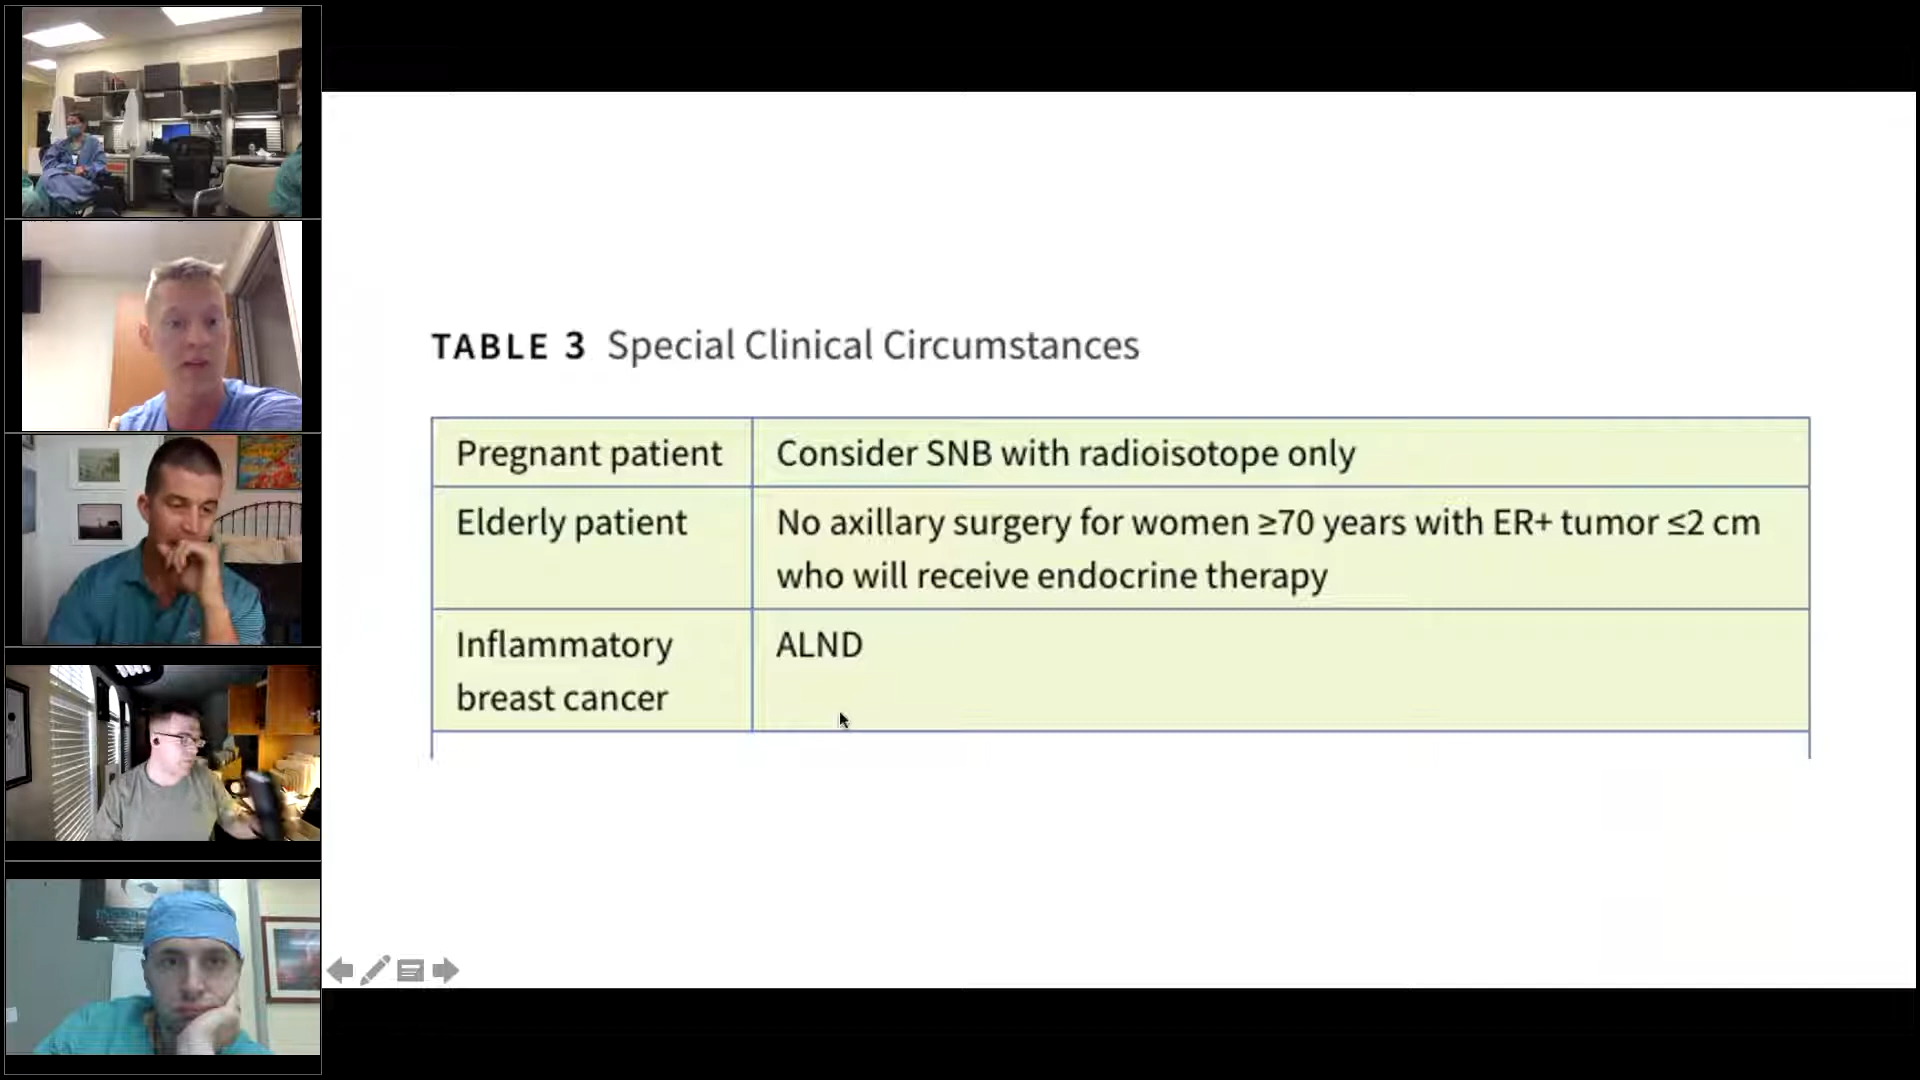 TABLE 3 Special Clinical Circumstances
Pregnant patient
Consider SNB with radioisotope only
Elderly patient
No axillary surgery for women ≥70 years with ER+ tumor ≤2 cm
who will receive endocrine therapy
Inflammatory
breast cancer
ALND